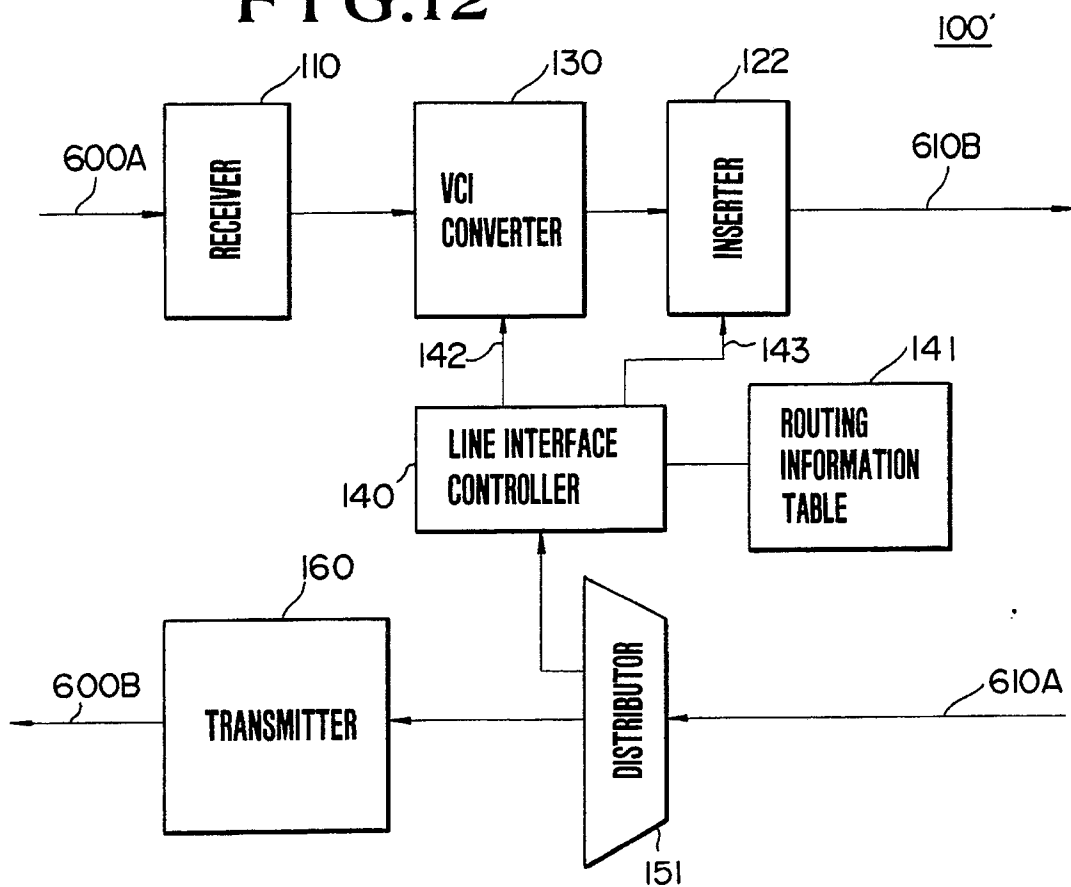 FIG.12
100'
110
130
122
600A
610B
RECEIVER
VCI
CONVERTER
INSERTER
142
143
141
LINE INTERFACE
CONTROLLER
140
ROUTING
INFORMATION
TABLE
160
600B
610A
TRANSMITTER
DISTRIBUTOR
151